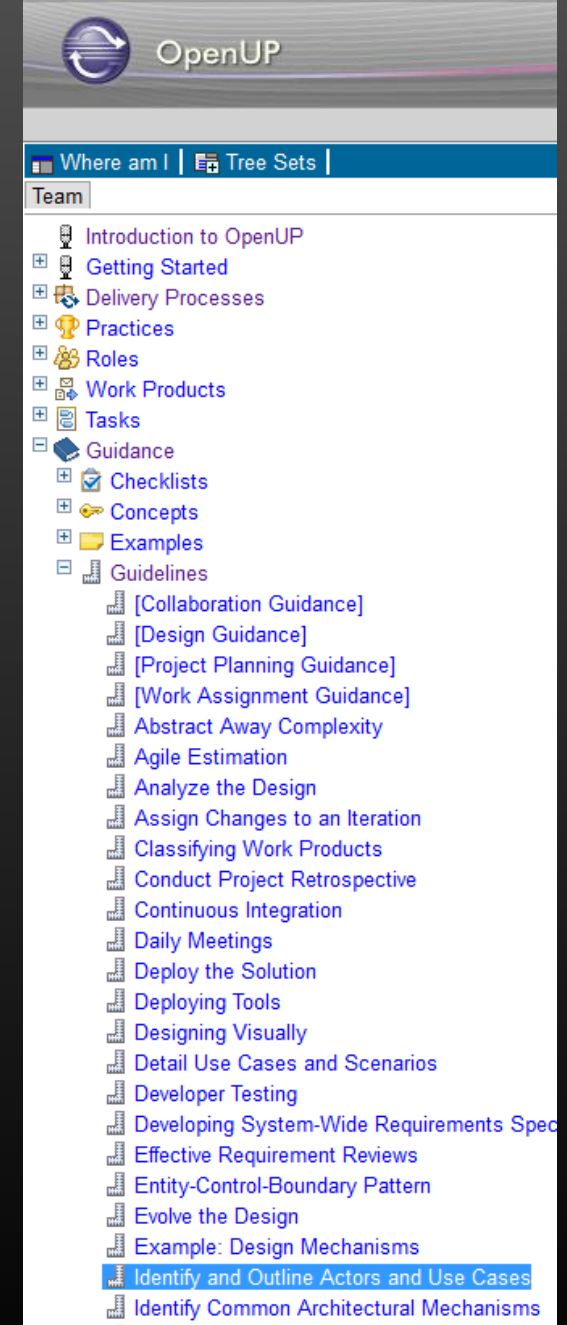 OpenUP
Where am I | Tree Sets |
Team
Introduction to OpenUP
Getting Started
Delivery Processes
Practices
Roles
Work Products
Tasks
Guidance
Checklists
Concepts
Examples
Guidelines
[Collaboration Guidance]
[Design Guidance]
[Project Planning Guidance]
[Work Assignment Guidance]
Abstract Away Complexity
Agile Estimation
Analyze the Design
Assign Changes to an Iteration
Classifying Work Products
Conduct Project Retrospective
Continuous Integration
Daily Meetings
Deploy the Solution
Deploying Tools
Designing Visually
Detail Use Cases and Scenarios
Developer Testing
Developing System-Wide Requirements Spec
Effective Requirement Reviews
Entity-Control-Boundary Pattern
Evolve the Design
Example: Design Mechanisms
Identify and Outline Actors and Use Cases
Identify Common Architectural Mechanisms